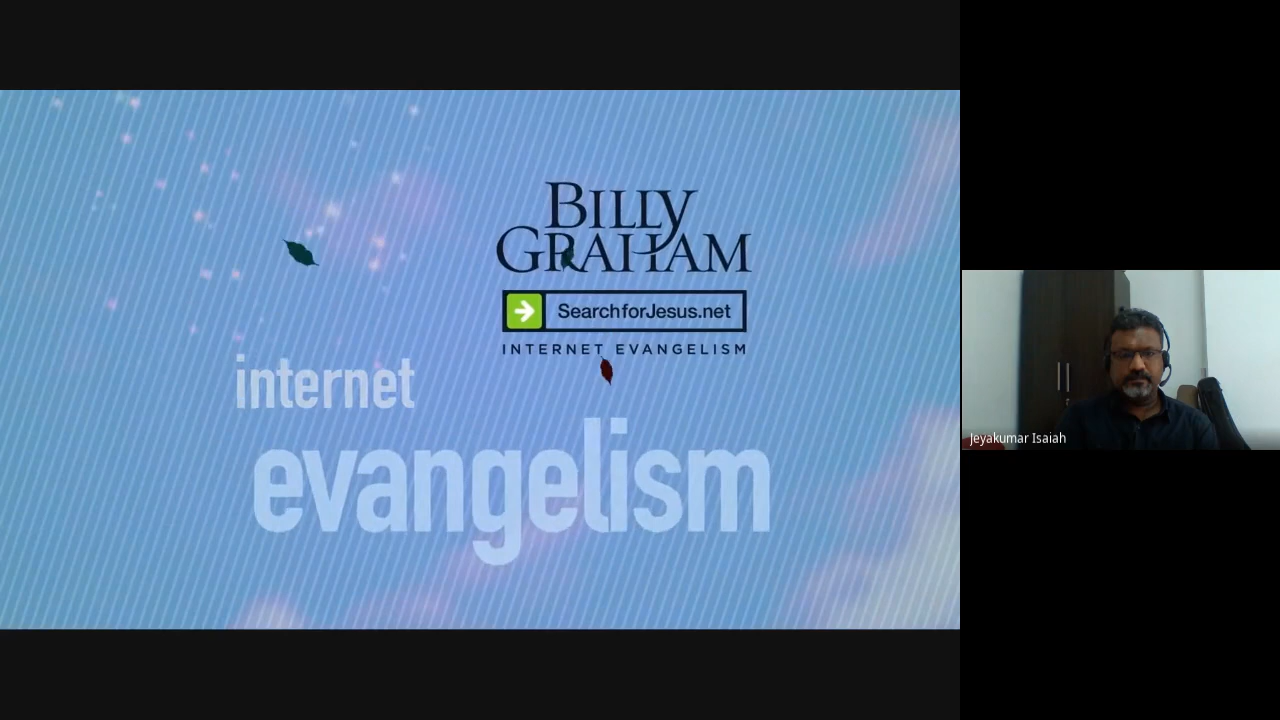 BILLY
GRAHAM
SearchforJesus.net
INTERNET EVANGELISM
internet
evangelism
Jeyakumar Isaiah